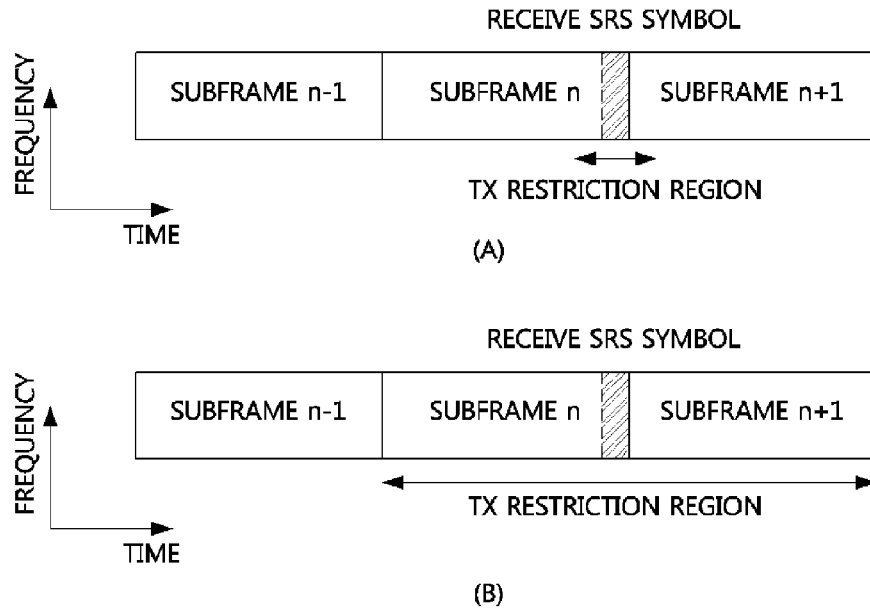 RECEIVE SRS SYMBOL
SUBFRAME n-1
SUBFRAME n
SUBFRAME n+1
FREQUENCY
TX RESTRICTION REGION
TIME
(A)
RECEIVE SRS SYMBOL
SUBFRAME n-1
SUBFRAME n
SUBFRAME n+1
FREQUENCY
TX RESTRICTION REGION
TIME
(B)